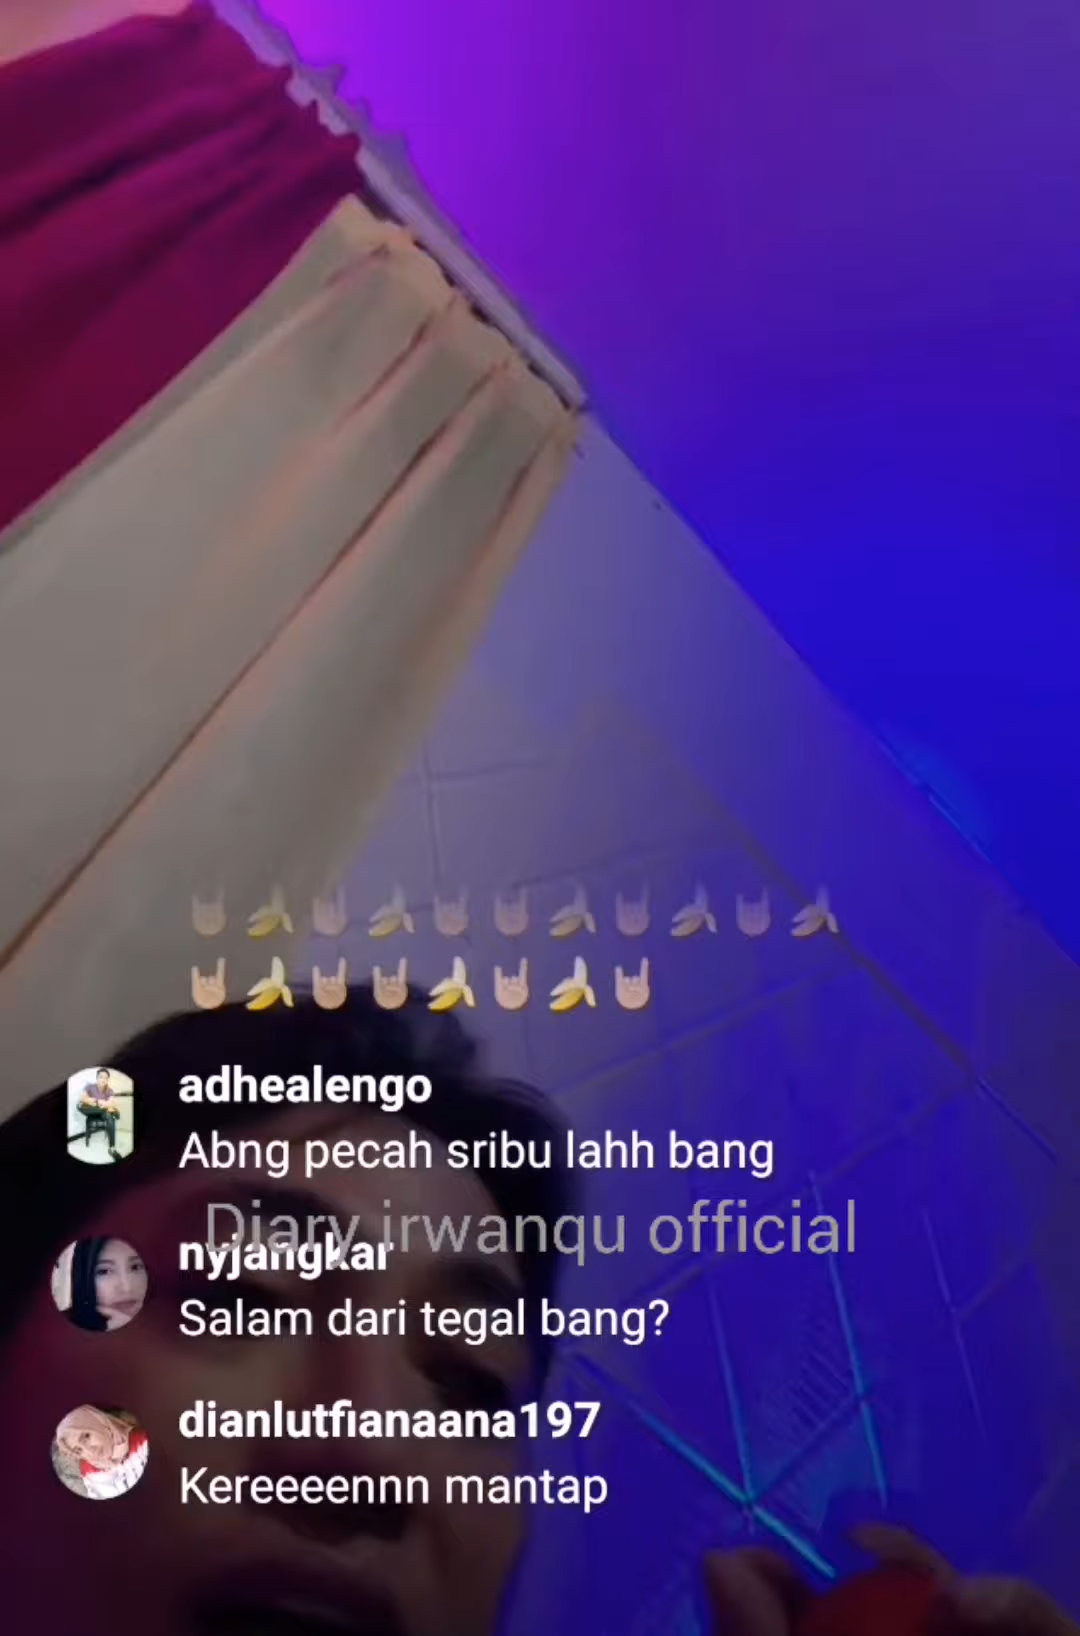 🤘🏼🍌🤘🏼🍌🤘🏼🤘🏼🍌🤘🏼🍌🤘🏼🍌
🤘🏼🍌🤘🏼🤘🏼🍌🤘🏼🍌🤘🏼
adhealengo
Abng pecah sribu lahh bang
Diary irwanqu official
nyjangkar
Salam dari tegal bang?
dianlutfianaana197
Kereeeennn mantap